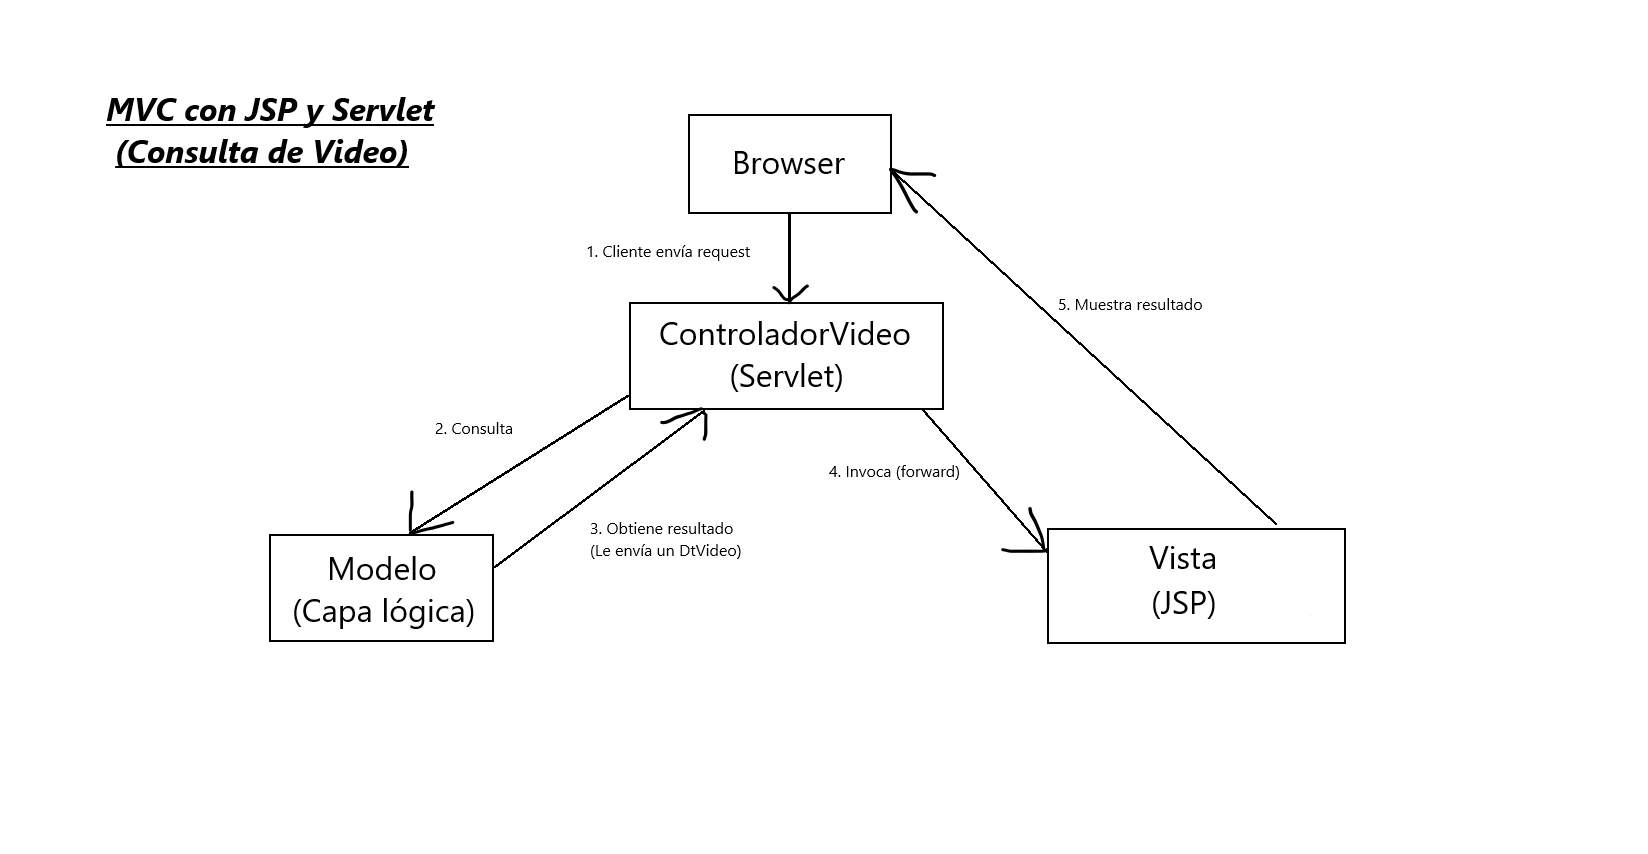 MVC con JSP y Servlet
(Consulta de Video)
Browser
1. Cliente envía request
5. Muestra resultado
ControladorVideo
(Servlet)
2. Consulta
4. Invoca (forward)
3. Obtiene resultado
(Le envía un DtVideo)
Modelo
(Capa lógica)
Vista
(JSP)